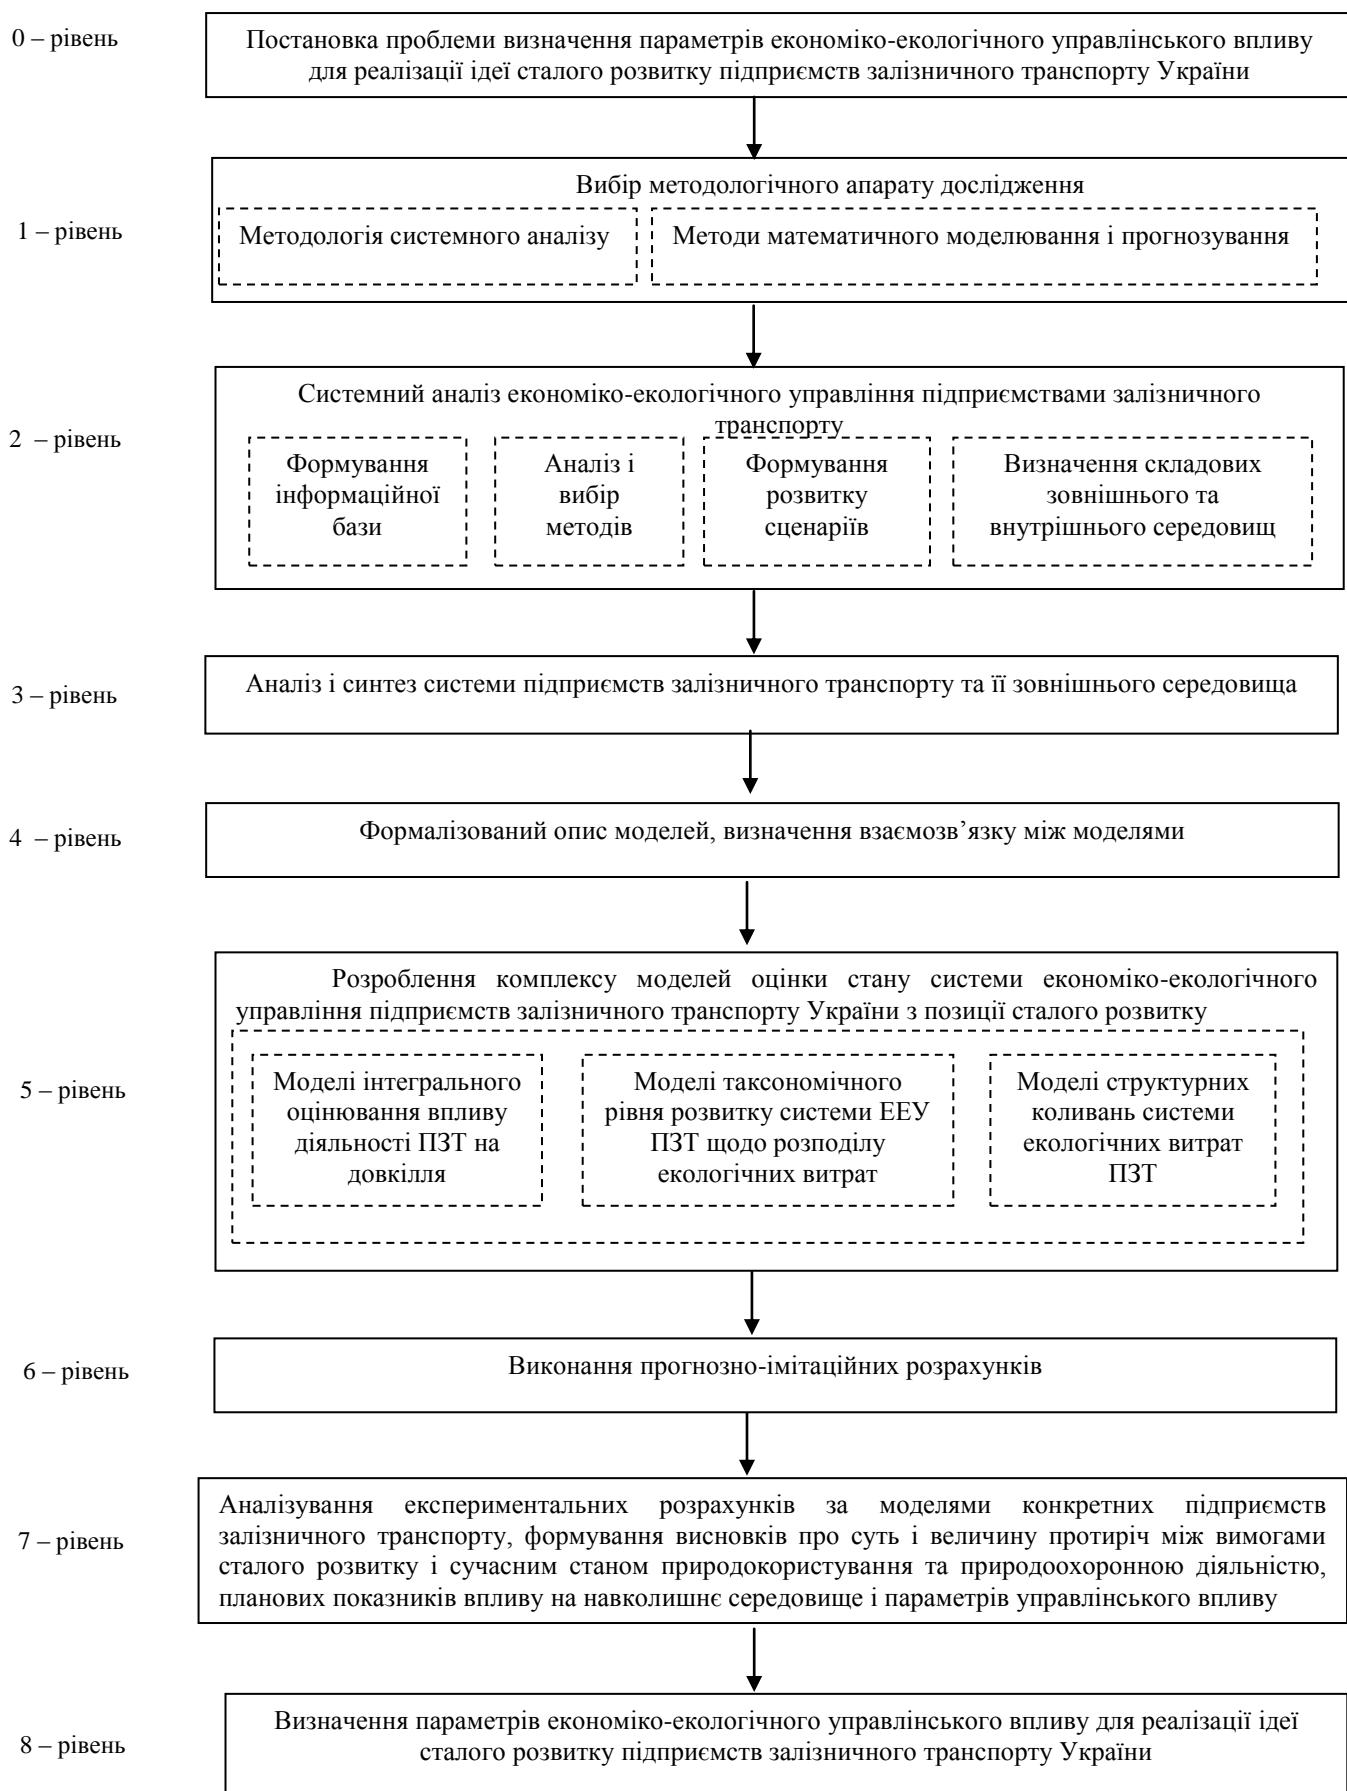 0 – рівень
Постановка проблеми визначення параметрів економіко-екологічного управлінського впливу
для реалізації ідеї сталого розвитку підприємств залізничного транспорту України
Вибір методологічного апарату дослідження
1 – рівень
Методологія системного аналізу
Методи математичного моделювання і прогнозування
Системний аналіз економіко-екологічного управління підприємствами залізничного
транспорту
2 – рівень
Формування
інформаційної
бази
Аналіз і
вибір
методів
Формування
розвитку
сценаріїв
Визначення складових
зовнішнього та
внутрішнього середовищ
3 – рівень
Аналіз і синтез системи підприємств залізничного транспорту та її зовнішнього середовища
4 – рівень
Формалізований опис моделей, визначення взаємозв’язку між моделями
Розроблення комплексу моделей оцінки стану системи економіко-екологічного
управління підприємств залізничного транспорту України з позиції сталого розвитку
5 – рівень
Моделі інтегрального
оцінювання впливу
діяльності ПЗТ на
довкілля
Моделі таксономічного
рівня розвитку системи ЕЕУ
ПЗТ щодо розподілу
екологічних витрат
Моделі структурних
коливань системи
екологічних витрат
ПЗТ
6 – рівень
Виконання прогнозно-імітаційних розрахунків
7 – рівень
Аналізування експериментальних розрахунків за моделями конкретних підприємств
залізничного транспорту, формування висновків про суть і величину протиріч між вимогами
сталого розвитку і сучасним станом природокористування та природоохоронною діяльністю,
планових показників впливу на навколишнє середовище і параметрів управлінського впливу
8 – рівень
Визначення параметрів економіко-екологічного управлінського впливу для реалізації ідеї
сталого розвитку підприємств залізничного транспорту України